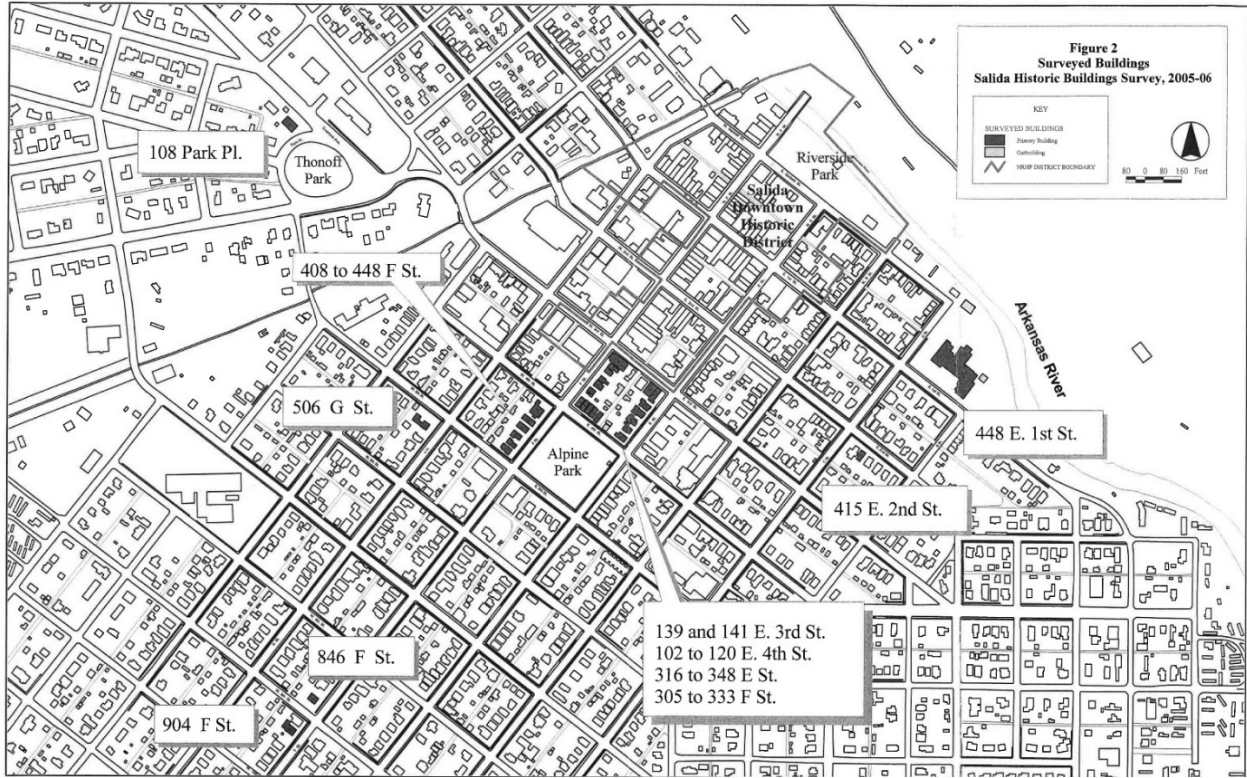 Figure 2
Surveyed Buildings
Salida Historic Buildings Survey, 2005-06
KEY
SURVEYED BUILDINGS
Primary Building
Outbuilding
NRHP DISTRICT BOUNDARY
80 0 80 160 Feet
108 Park Pl.
Thonoff
Park
Riverside
Park
Salida
Downtown
Historic
District
408 to 448 F St.
Arkansas River
506 G St.
448 E. 1st St.
Alpine
Park
415 E. 2nd St.
139 and 141 E. 3rd St.
102 to 120 E. 4th St.
316 to 348 E St.
305 to 333 F St.
846 F St.
904 F St.